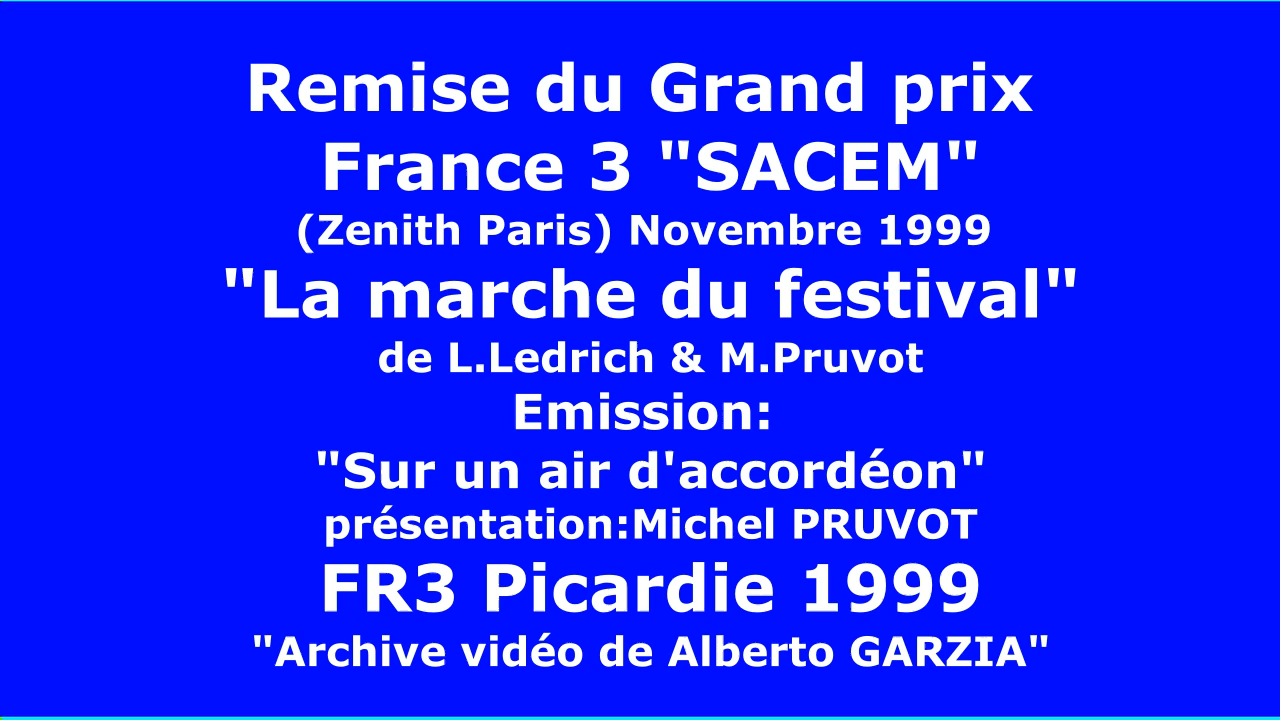 Remise du Grand prix
France 3 "SACEM"
(Zenith Paris) Novembre 1999
"La marche du festival"
de L.Ledrich & M.Pruvot
Emission:
"Sur un air d'accordéon"
présentation:Michel PRUVOT
FR3 Picardie 1999
"Archive vidéo de Alberto GARZIA"